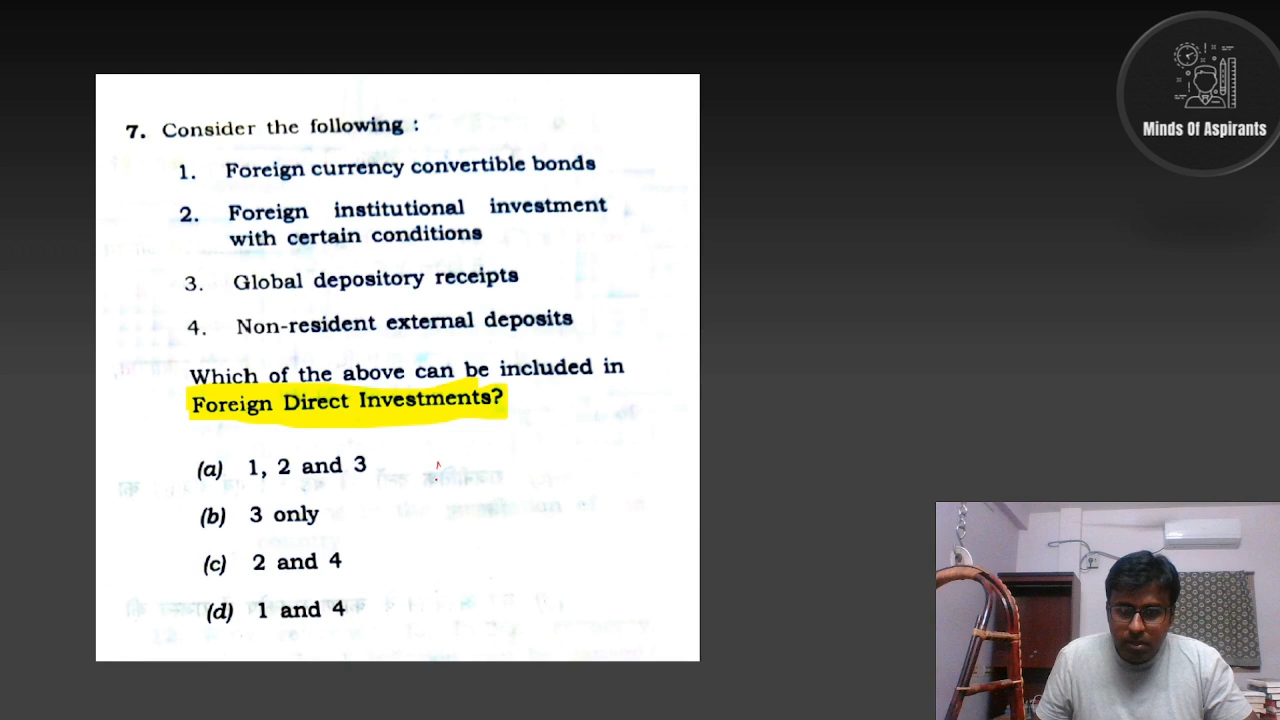 Minds Of Aspirants
7. Consider the following :
1. Foreign currency convertible bonds
2. Foreign institutional investment
with certain conditions
3. Global depository receipts
4. Non-resident external deposits
Which of the above can be included in
Foreign Direct Investments?
(a) 1, 2 and 3
(b) 3 only
(c) 2 and 4
(d) 1 and 4